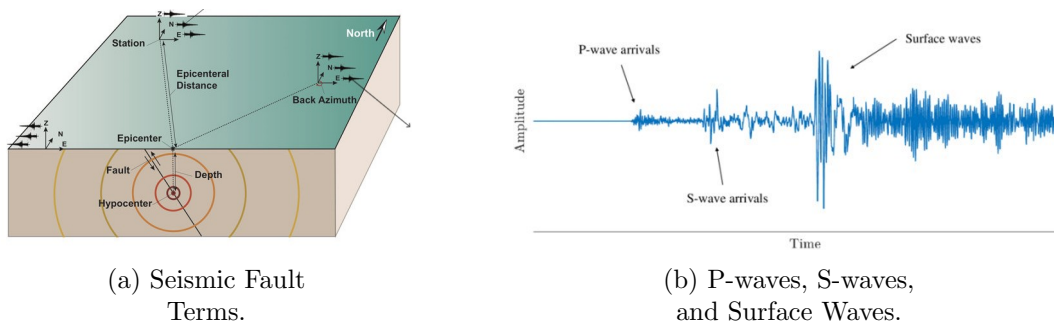 Z
N
E
Station
North
Epicenteral
Distance
Z
N
E
Back Azimuth
Z
N
E
Epicenter
Fault
Depth
Hypocenter
(a) Seismic Fault
Terms.
P-wave arrivals
Surface waves
Amplitude
S-wave arrivals
Time
(b) P-waves, S-waves,
and Surface Waves.